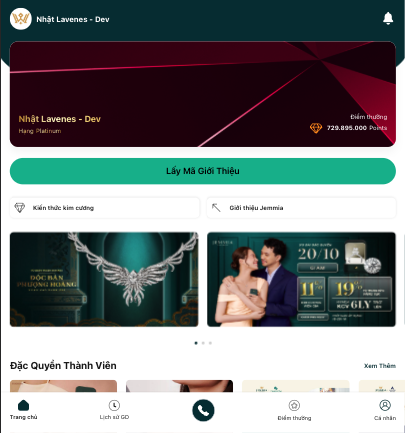 Nhật Lavenes - Dev
Nhật Lavenes - Dev
Hạng Platinum
Điểm thưởng
729.895.000 Points
Lấy Mã Giới Thiệu
Kiến thức kim cương
Giới thiệu Jemmia
ĐỘC BẢN
PHƯỢNG HOÀNG
JEMMIA
20/10
11%
19%
GLY
Đặc Quyền Thành Viên
Xem Thêm
Trang chủ
Lịch sử GD
Điểm thưởng
Cá nhân